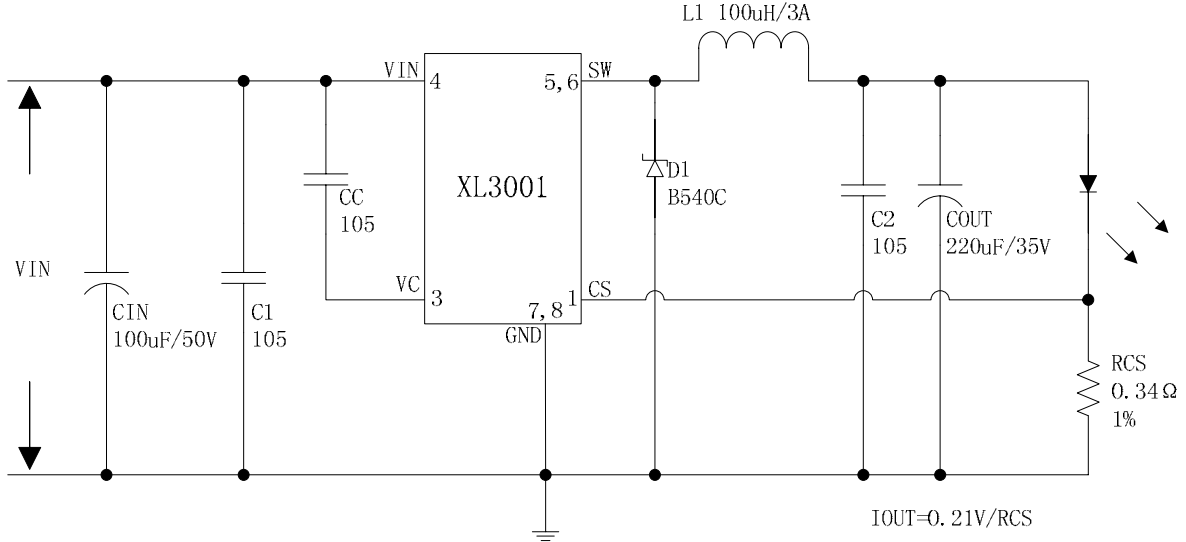 L1 100uH/3A
VIN
4
5,6
SW
XL3001
D1
B540C
CC
105
C2
105
COUT
220uF/35V
VIN
VC
3
1
CS
7,8
GND
CIN
100uF/50V
C1
105
RCS
0.34Ω
1%
IOUT=0.21V/RCS